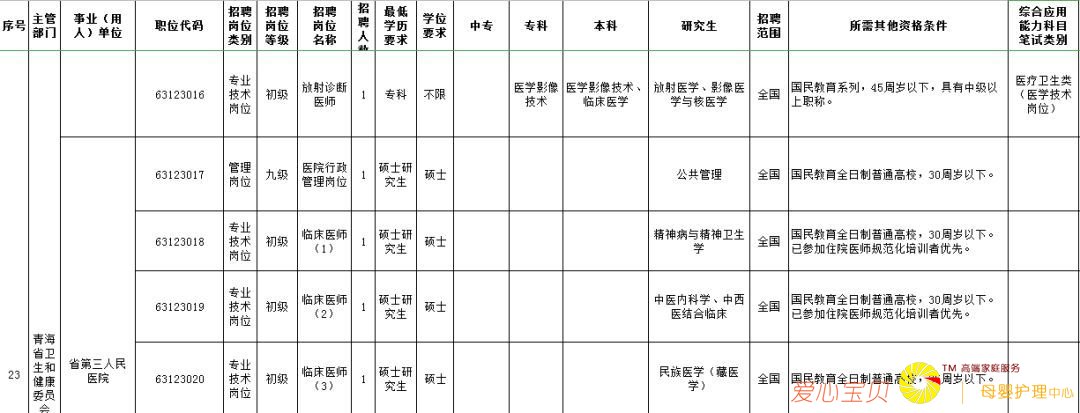 序号 主管部门 事业（用人）单位 职位代码 招聘岗位类别 招聘岗位等级 招聘岗位名称 招聘人数 最低学历要求 学位要求 中专 专科 本科 研究生 招聘范围 所需其他资格条件 综合应用能力科目笔试类别
63123016 专业技术岗位 初级 放射诊断医师 1 专科 不限 医学影像技术 医学影像技术、临床医学 放射医学、影像医学与核医学 全国 国民教育系列，45周岁以下，具有中级以上职称。 医疗卫生类（医学技术岗位）
23 青海省卫生和健康委员会 省第三人民医院
63123017 管理岗位 九级 医院行政管理岗位 1 硕士研究生 硕士 公共管理 全国 国民教育全日制普通高校，30周岁以下。
63123018 专业技术岗位 初级 临床医师（1） 1 硕士研究生 硕士 精神病与精神卫生学 全国 国民教育全日制普通高校，30周岁以下。已参加住院医师规范化培训者优先。
63123019 专业技术岗位 初级 临床医师（2） 1 硕士研究生 硕士 中医内科学、中西医结合临床 全国 国民教育全日制普通高校，30周岁以下。已参加住院医师规范化培训者优先。
63123020 专业技术岗位 初级 临床医师（3） 1 硕士研究生 硕士 民族医学（藏医学） 全国 国民教育全日制普通高校，周岁以下。
爱心宝贝 TM 高端家庭服务
母婴护理中心